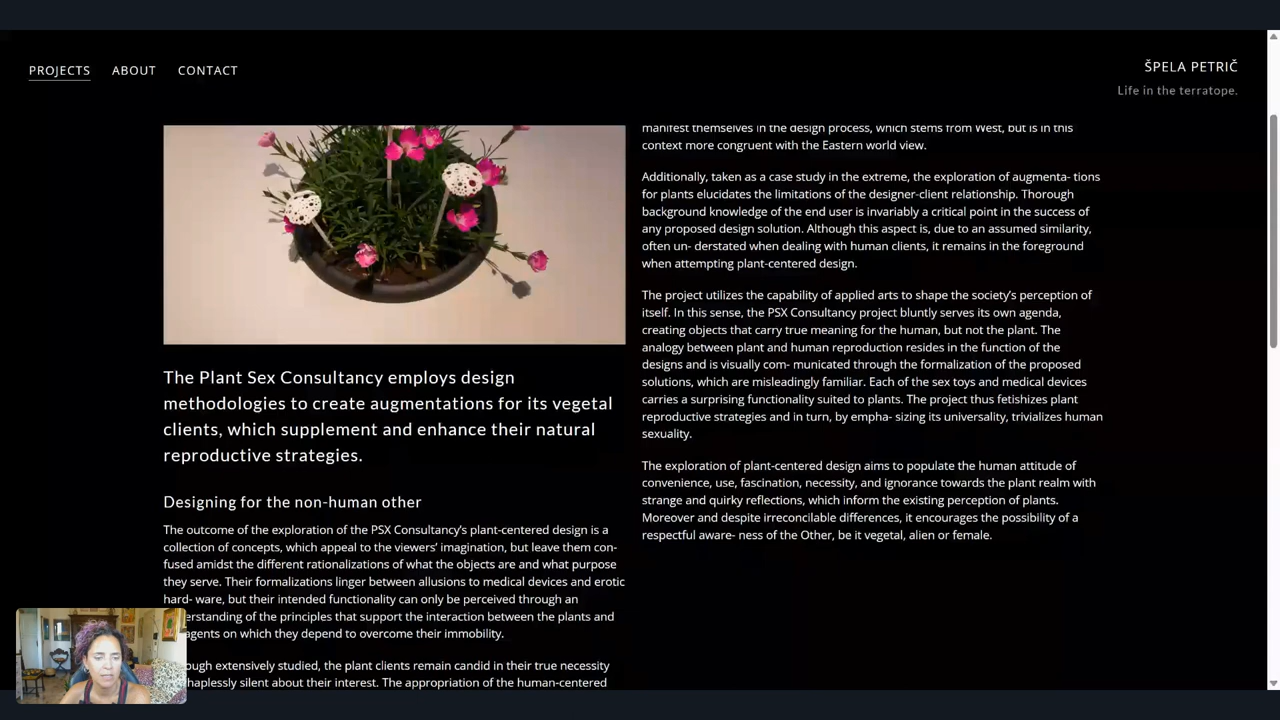 PROJECTS ABOUT CONTACT
ŠPELA PETRIČ
Life in the terratope.
The Plant Sex Consultancy employs design
methodologies to create augmentations for its vegetal
clients, which supplement and enhance their natural
reproductive strategies.
Designing for the non-human other
The outcome of the exploration of the PSX Consultancy's plant-centered design is a
collection of concepts, which appeal to the viewers' imagination, but leave them con-
fused amidst the different rationalizations of what the objects are and what purpose
they serve. Their formalizations linger between allusions to medical devices and erotic
hard- ware, but their intended functionality can only be perceived through an
erstanding of the principles that support the interaction between the plants and
agents on which they depend to overcome their immobility.
ough extensively studied, the plant clients remain candid in their true necessity
haplessly silent about their interest. The appropriation of the human-centered
manifest themselves in the design process, which stems from West, but is in this
context more congruent with the Eastern world view.
Additionally, taken as a case study in the extreme, the exploration of augmenta- tions
for plants elucidates the limitations of the designer-client relationship. Thorough
background knowledge of the end user is invariably a critical point in the success of
any proposed design solution. Although this aspect is, due to an assumed similarity,
often un- derstated when dealing with human clients, it remains in the foreground
when attempting plant-centered design.
The project utilizes the capability of applied arts to shape the society's perception of
itself. In this sense, the PSX Consultancy project bluntly serves its own agenda,
creating objects that carry true meaning for the human, but not the plant. The
analogy between plant and human reproduction resides in the function of the
designs and is visually com- municated through the formalization of the proposed
solutions, which are misleadingly familiar. Each of the sex toys and medical devices
carries a surprising functionality suited to plants. The project thus fetishizes plant
reproductive strategies and in turn, by empha- sizing its universality, trivializes human
sexuality.
The exploration of plant-centered design aims to populate the human attitude of
convenience, use, fascination, necessity, and ignorance towards the plant realm with
strange and quirky reflections, which inform the existing perception of plants.
Moreover and despite irreconcilable differences, it encourages the possibility of a
respectful aware- ness of the Other, be it vegetal, alien or female.